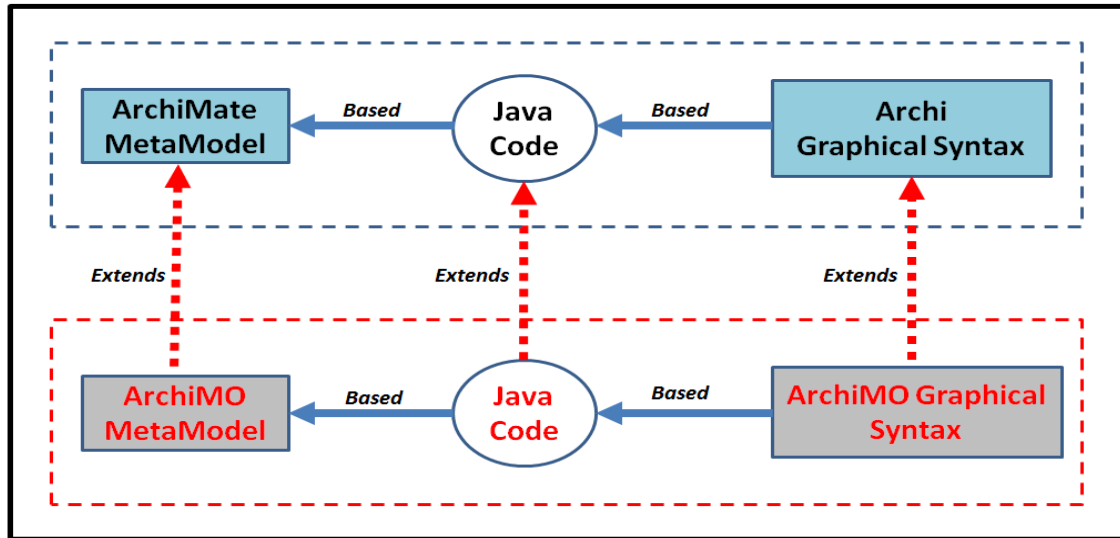 ArchiMate
MetaModel
Based
Java
Code
Based
Archi
Graphical Syntax
Extends
Extends
Extends
ArchiMO
MetaModel
Based
Java
Code
Based
ArchiMO Graphical
Syntax